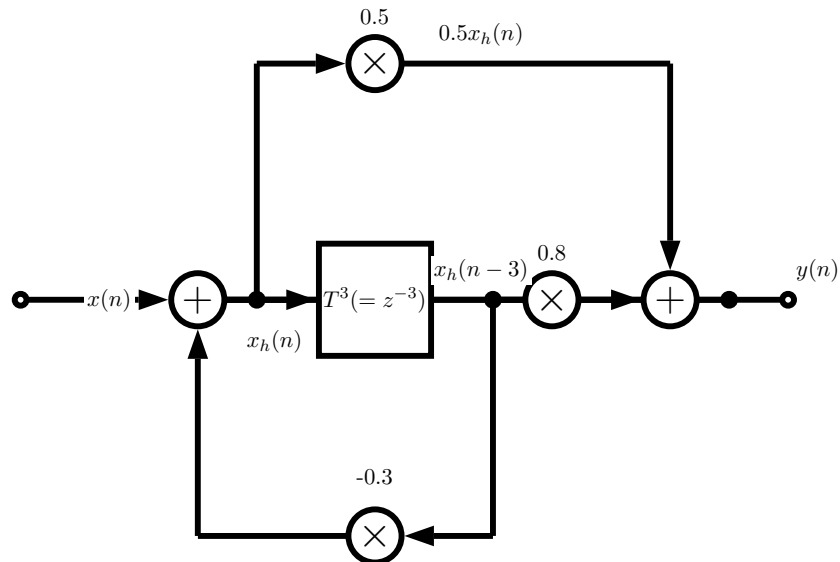 0.5
0.5x_h(n)
0.8
x_h(n − 3)
y(n)
x(n)
+
T^3(= z^{−3})
×
+
x_h(n)
-0.3
×